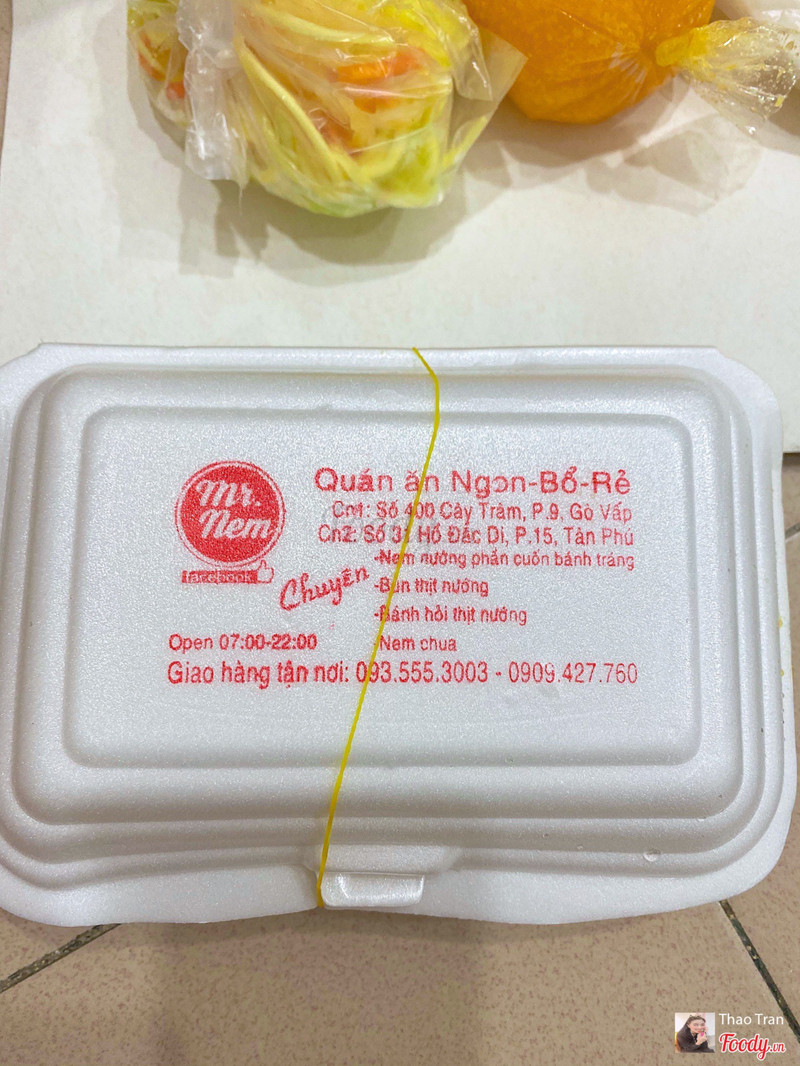 Mr.
Nem
facebook
Quán ăn Ngon-Bổ-Rẻ
Cn1: Số 400 Cây Trâm, P.9, Gò Vấp
Cn2: Số 31 Hồ Đắc Di, P.15, Tân Phú
Chuyên
-Nem nướng phần cuốn bánh tráng
-Bún thịt nướng
-Bánh hỏi thịt nướng
Nem chua
Open 07:00-22:00
Giao hàng tận nơi: 093.555.3003 - 0909.427.760
Thao Tran
Foody.vn